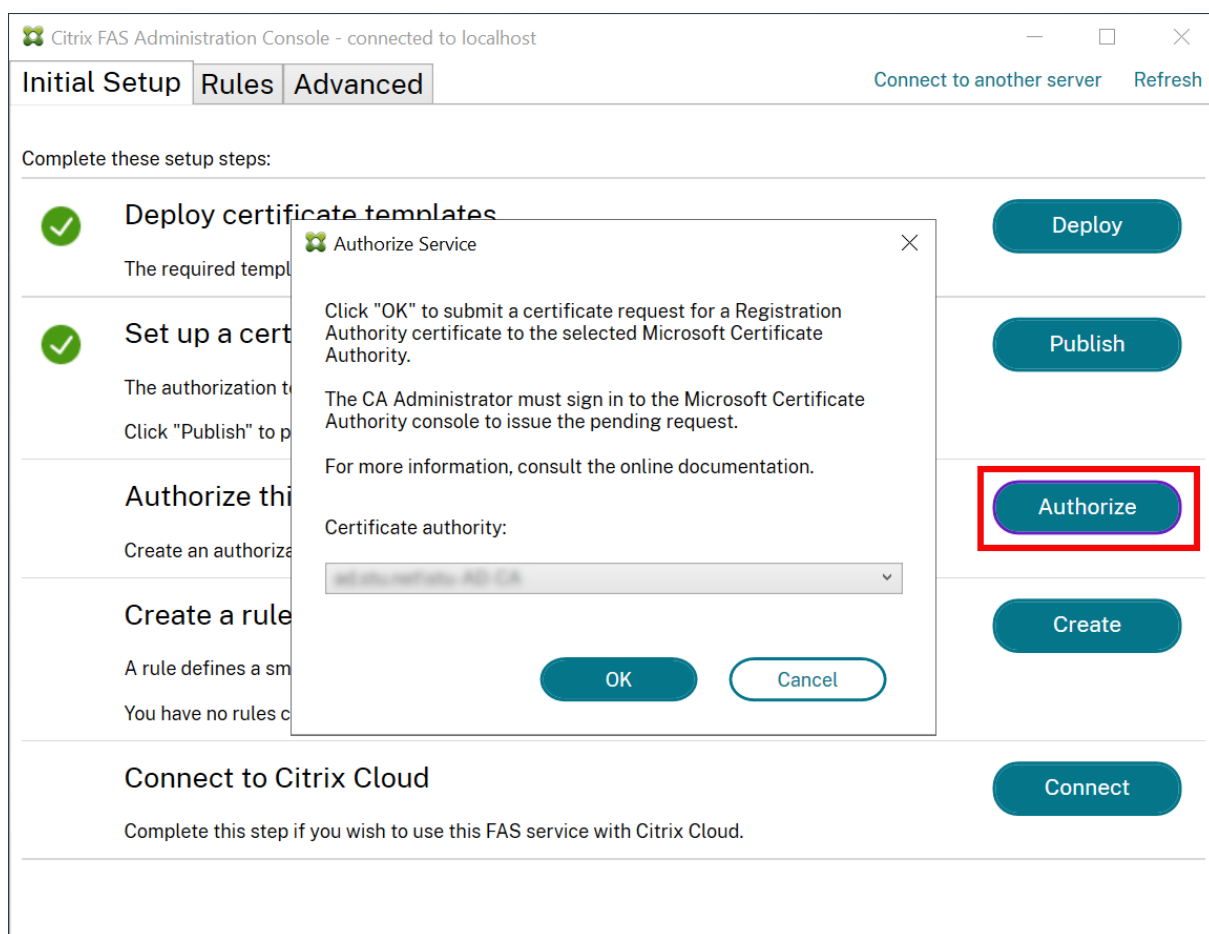 Citrix FAS Administration Console - connected to localhost
Initial Setup Rules Advanced Connect to another server Refresh
Complete these setup steps:
Deploy certificate templates
Deploy
The required templ
Authorize Service
Click "OK" to submit a certificate request for a Registration
Authority certificate to the selected Microsoft Certificate
Authority.
The CA Administrator must sign in to the Microsoft Certificate
Authority console to issue the pending request.
For more information, consult the online documentation.
Certificate authority:
OK Cancel
Set up a cert
Publish
The authorization
Click "Publish" to p
Authorize thi
Authorize
Create an authoriza
Create a rule
Create
A rule defines a sm
You have no rules c
Connect to Citrix Cloud
Connect
Complete this step if you wish to use this FAS service with Citrix Cloud.